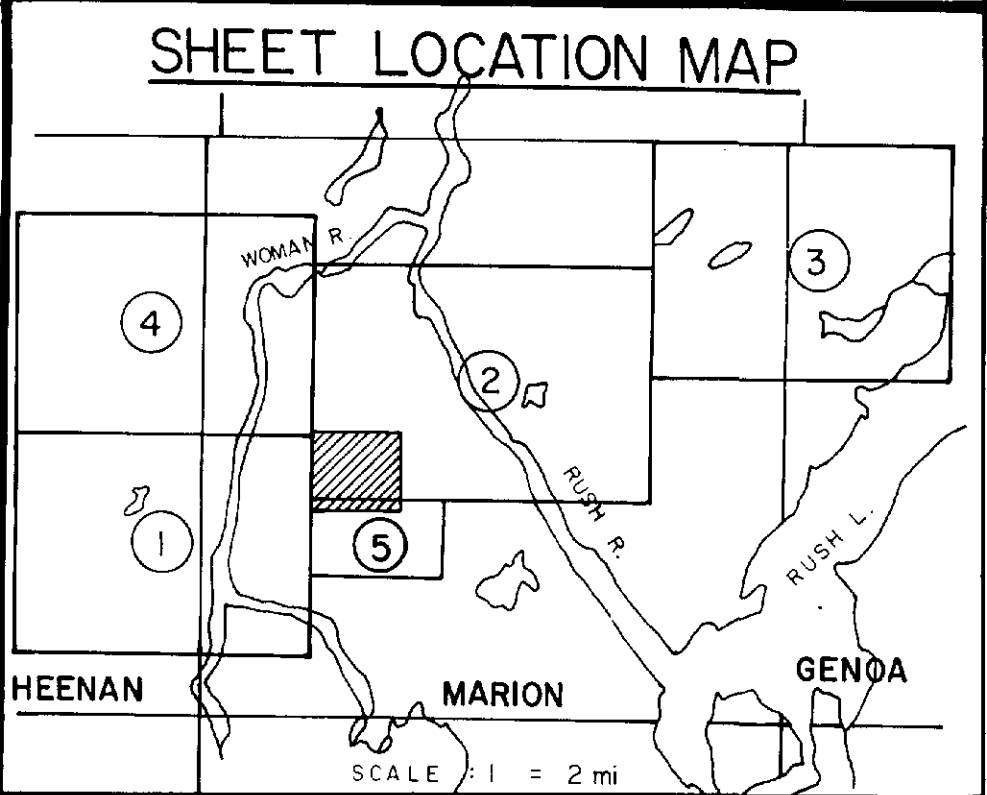 SHEET LOCATION MAP
WOMAN R.
3
4
2
RUSH R.
1
5
RUSH L.
HEENAN
MARION
GENOA
SCALE : 1 = 2 mi